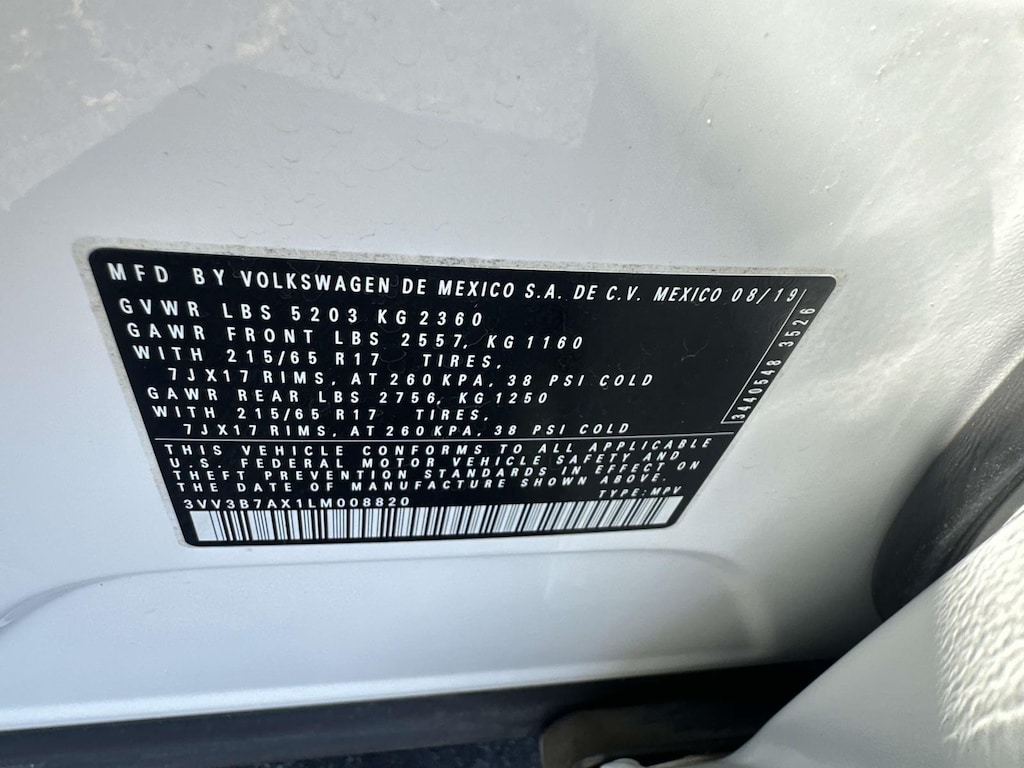 MFD BY VOLKSWAGEN DE MEXICO S.A. DE C.V. MEXICO 08/19
GVWR LBS 5203 KG 2360
GAWR FRONT LBS 2557, KG 1160
WITH 215/65 R17 TIRES,
7JX17 RIMS, AT 260 KPA, 38 PSI COLD
GAWR REAR LBS 2756, KG 1250
WITH 215/65 R17 TIRES,
7JX17 RIMS, AT 260 KPA, 38 PSI COLD
THIS VEHICLE CONFORMS TO ALL APPLICABLE
U.S. FEDERAL MOTOR VEHICLE SAFETY AND
THEFT PREVENTION STANDARDS IN EFFECT ON
THE DATE OF MANUFACTURE SHOWN ABOVE.
3VV3B7AX1LM008820 TYPE: MPV
3440548 3526